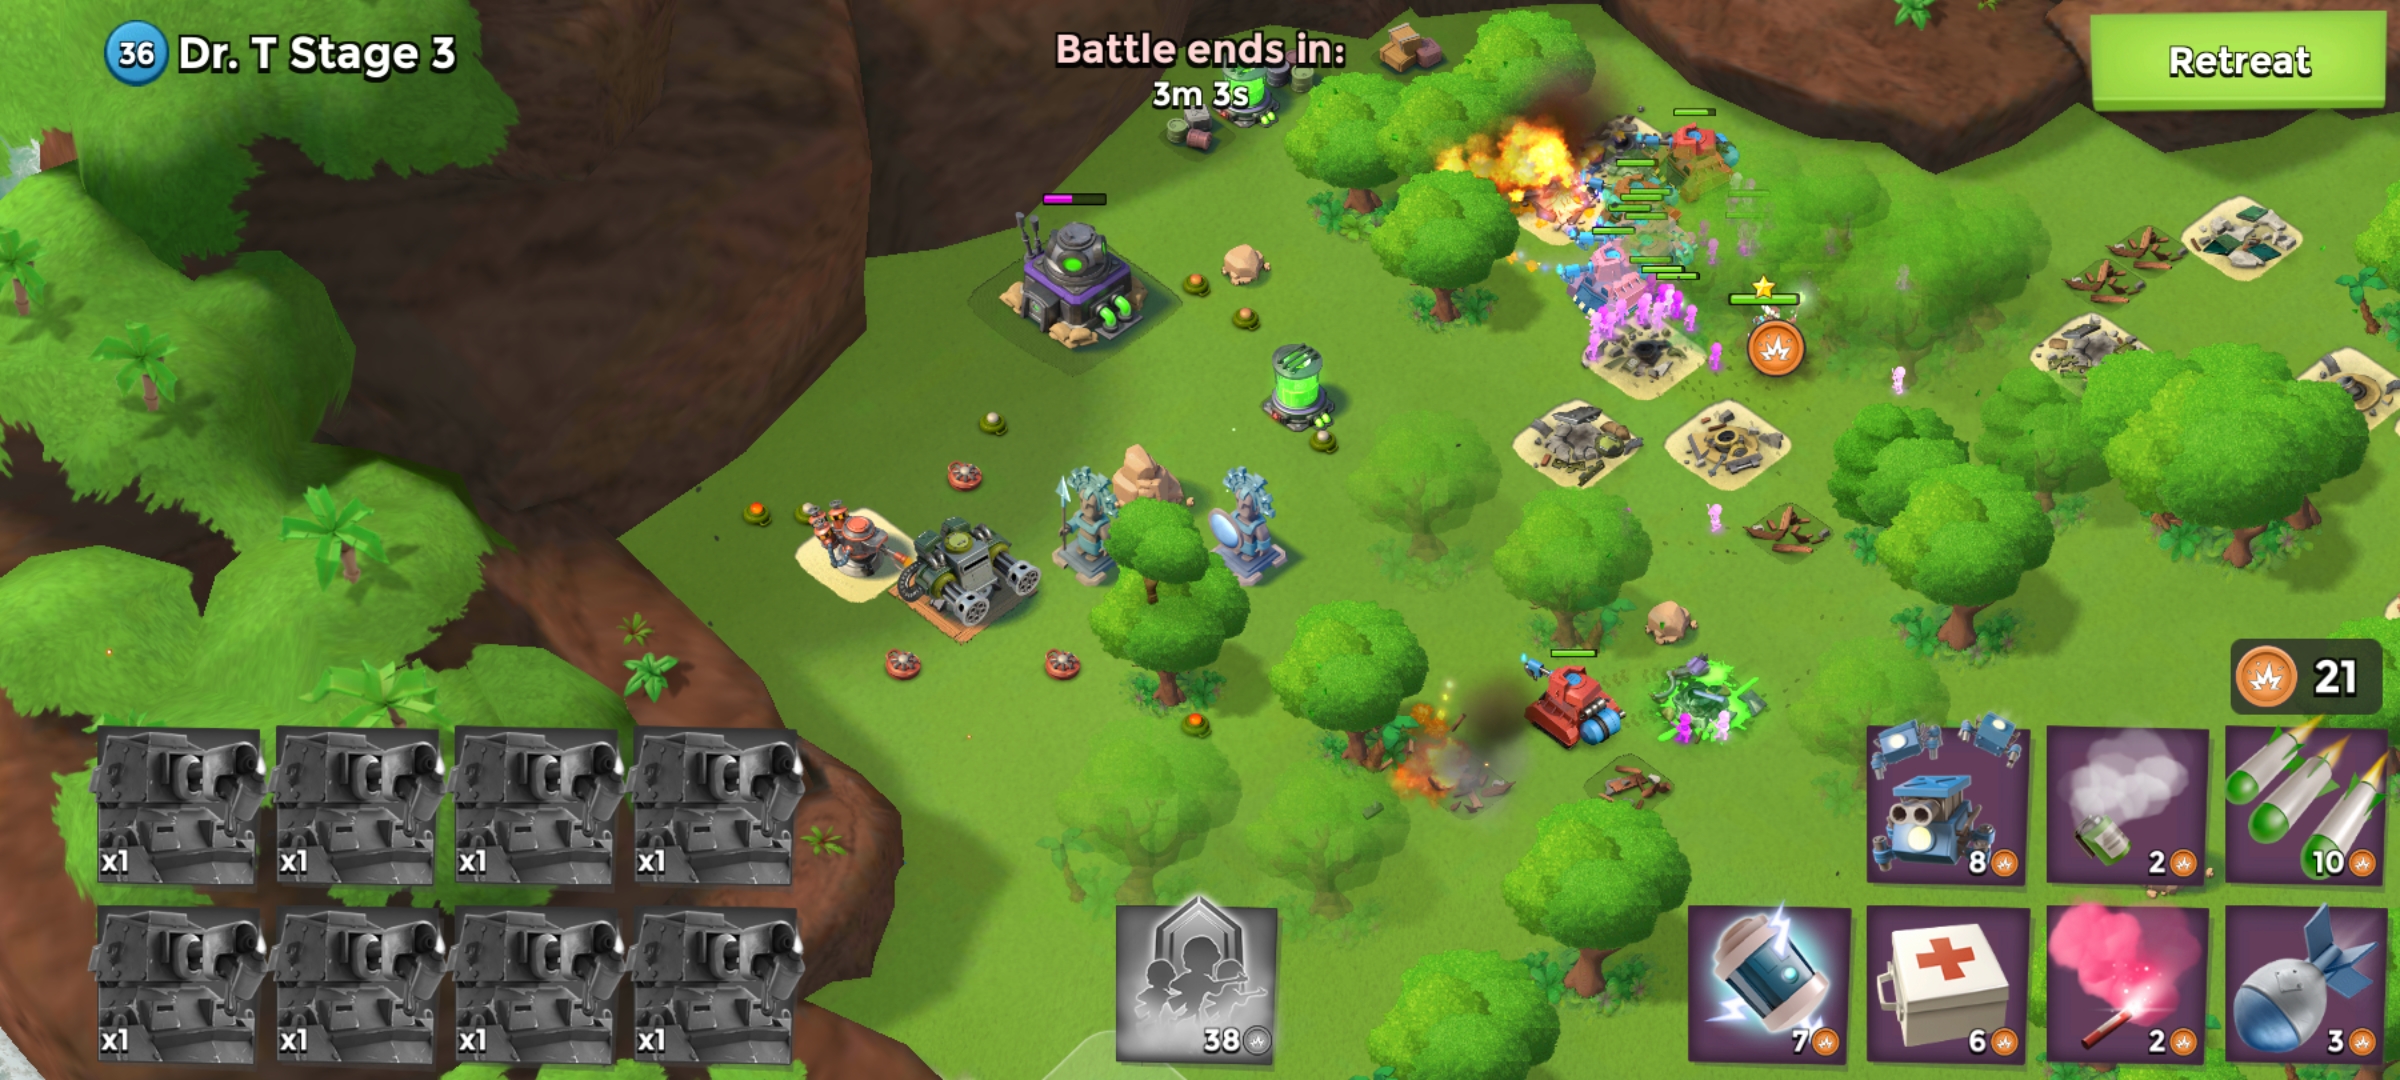 36 Dr. T Stage 3
Battle ends in:
3m 3s
Retreat
21
8
2
10
x1
x1
x1
x1
x1
x1
x1
x1
38
7
6
2
3